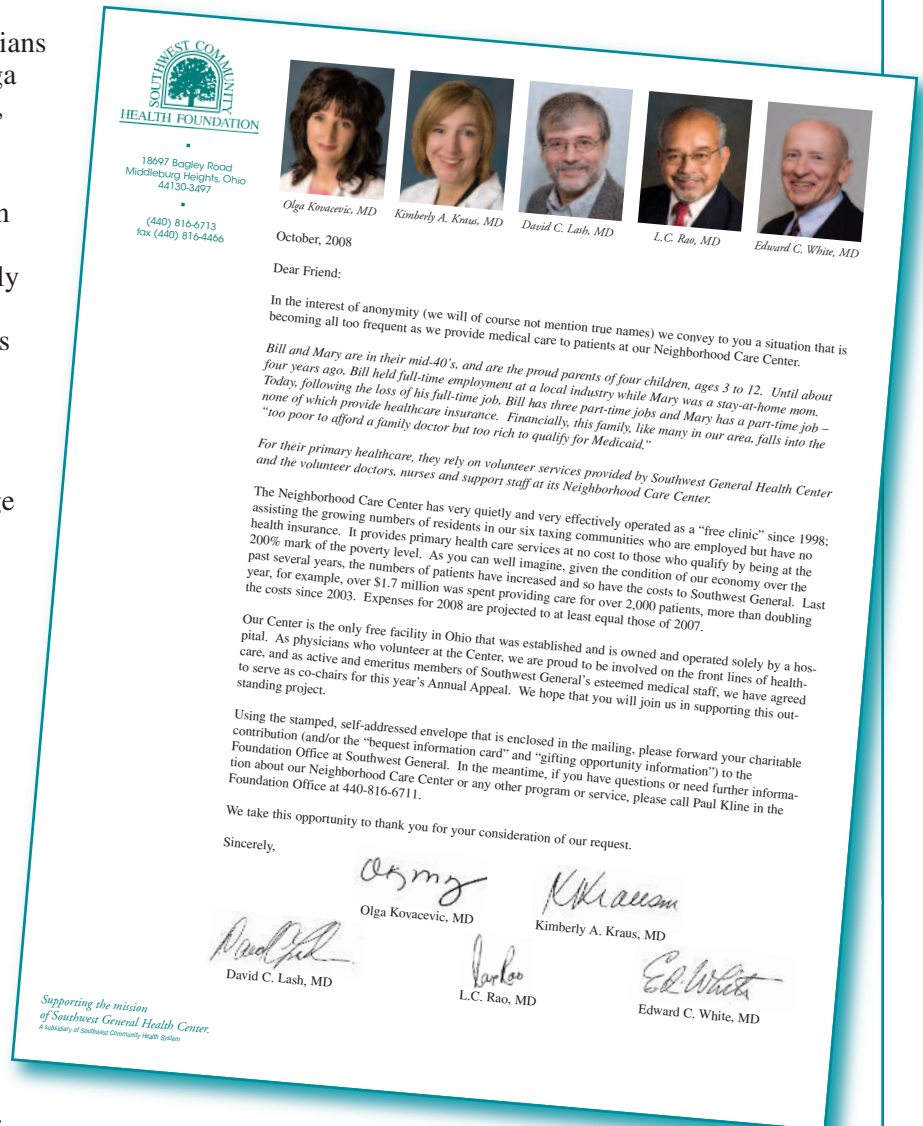 ians
ga
,
n
ly
s
ge
SOUTHWEST COMMUNITY
HEALTH FOUNDATION
18697 Bagley Road
Middleburg Heights, Ohio
44130-3497
(440) 816-6713
fax (440) 816-4466
Olga Kovacevic, MD
Kimberly A. Kraus, MD
David C. Lash, MD
L.C. Rao, MD
Edward C. White, MD
October, 2008
Dear Friend:
In the interest of anonymity (we will of course not mention true names) we convey to you a situation that is
becoming all too frequent as we provide medical care to patients at our Neighborhood Care Center.
Bill and Mary are in their mid-40's, and are the proud parents of four children, ages 3 to 12. Until about
four years ago, Bill held full-time employment at a local industry while Mary was a stay-at-home mom.
Today, following the loss of his full-time job, Bill has three part-time jobs and Mary has a part-time job –
none of which provide healthcare insurance. Financially, this family, like many in our area, falls into the
“too poor to afford a family doctor but too rich to qualify for Medicaid.”
For their primary healthcare, they rely on volunteer services provided by Southwest General Health Center
and the volunteer doctors, nurses and support staff at its Neighborhood Care Center.
The Neighborhood Care Center has very quietly and very effectively operated as a “free clinic” since 1998;
assisting the growing numbers of residents in our six taxing communities who are employed but have no
health insurance. It provides primary health care services at no cost to those who qualify by being at the
200% mark of the poverty level. As you can well imagine, given the condition of our economy over the
past several years, the numbers of patients have increased and so have the costs to Southwest General. Last
year, for example, over $1.7 million was spent providing care for over 2,000 patients, more than doubling
the costs since 2003. Expenses for 2008 are projected to at least equal those of 2007.
Our Center is the only free facility in Ohio that was established and is owned and operated solely by a hos-
pital. As physicians who volunteer at the Center, we are proud to be involved on the front lines of health-
care, and as active and emeritus members of Southwest General's esteemed medical staff, we have agreed
to serve as co-chairs for this year's Annual Appeal. We hope that you will join us in supporting this out-
standing project.
Using the stamped, self-addressed envelope that is enclosed in the mailing, please forward your charitable
contribution (and/or the “bequest information card” and “gifting opportunity information”) to the
Foundation Office at Southwest General. In the meantime, if you have questions or need further informa-
tion about our Neighborhood Care Center or any other program or service, please call Paul Kline in the
Foundation Office at 440-816-6711.
We take this opportunity to thank you for your consideration of our request.
Sincerely,
Olga Kovacevic, MD
Kimberly A. Kraus, MD
Ed White
David C. Lash, MD
L.C. Rao, MD
Edward C. White, MD
Supporting the mission
of Southwest General Health Center.
A subsidiary of Southwest Community Health System